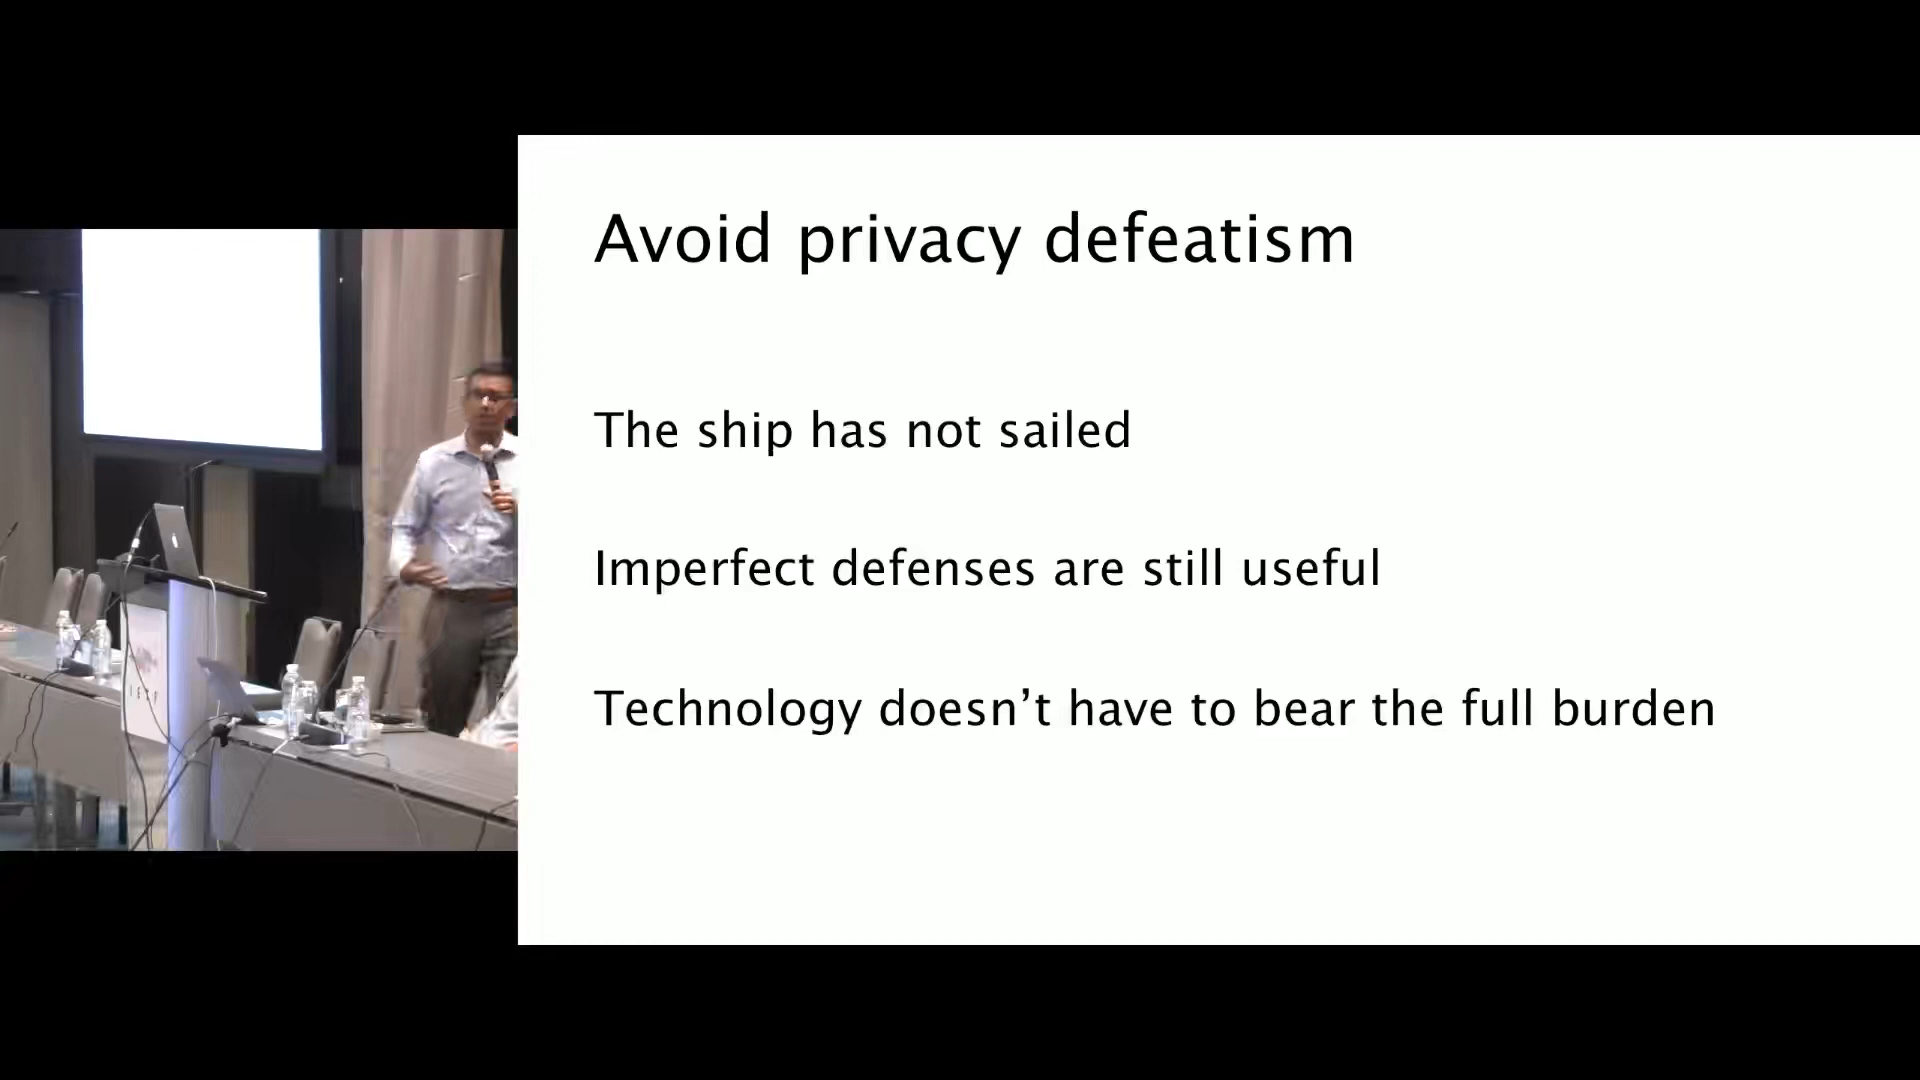 Avoid privacy defeatism
The ship has not sailed
Imperfect defenses are still useful
Technology doesn’t have to bear the full burden
IETF